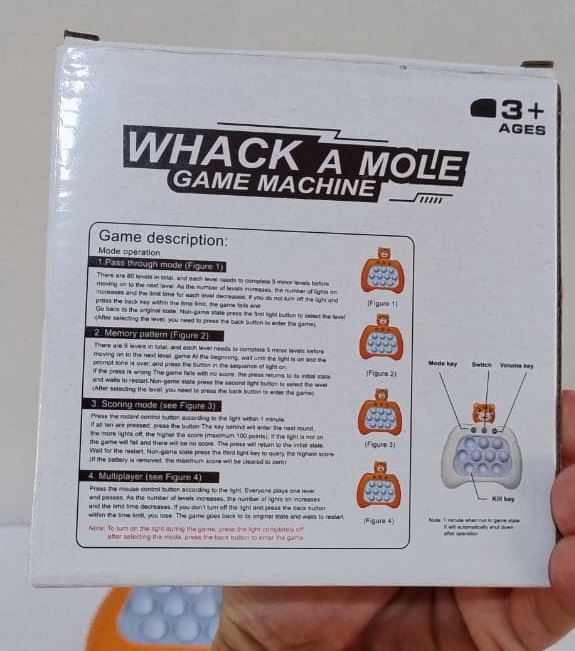 3+
AGES
WHACK A MOLE
GAME MACHINE
Game description:
Mode operation
1.Pass through mode (Figure 1)
There are 80 levels in total, and each level needs to complete 5 minor levels before
moving on to the next level. As the number of levels increases, the number of lights on
increases and the limit time for each level decreases. If you do not turn off the light and
press the back key within the time limit, the game fails and
Go back to the original state. Non-game state press the first light button to select the level
(After selecting the level, you need to press the back button to enter the game)
(Figure 1)
2. Memory pattern (Figure 2)
There are 9 levels in total, and each level needs to complete 5 minor levels before
moving on to the next level. game At the beginning, wait until the light is on and the
prompt tone is over, and press the button in the sequence of light on
If the press is wrong The game fails with no score. the press returns to its initial state
and waits to restart.Non-game state press the second light button to select the level
(After selecting the level, you need to press the back button to enter the game)
(Figure 2)
3. Scoring mode (see Figure 3)
Press the rodent control button according to the light within 1 minute.
If all ten are pressed, press the button The key behind will enter the next round.
the more lights off, the higher the score (maximum 100 points). If the light is not on
the game will fail and there will be no score. The press will return to the initial state
Wait for the restart. Non-game state press the third light key to query the highest score
(If the battery is removed, the maximum score will be cleared to zero)
(Figure 3)
4. Multiplayer (see Figure 4)
Press the mouse control button according to the light. Everyone plays one level
and passes. As the number of levels increases, the number of lights on increases
and the limit time decreases. If you don't turn off the light and press the back button
within the time limit, you lose. The game goes back to its original state and waits to restart.
(Figure 4)
Note: To turn on the light during the game, press the light completely off.
after selecting the mode, press the back button to enter the game
Mode key Switch Volume key
Kill key
Note: 1 minute when not in game state
It will automatically shut down
after operation